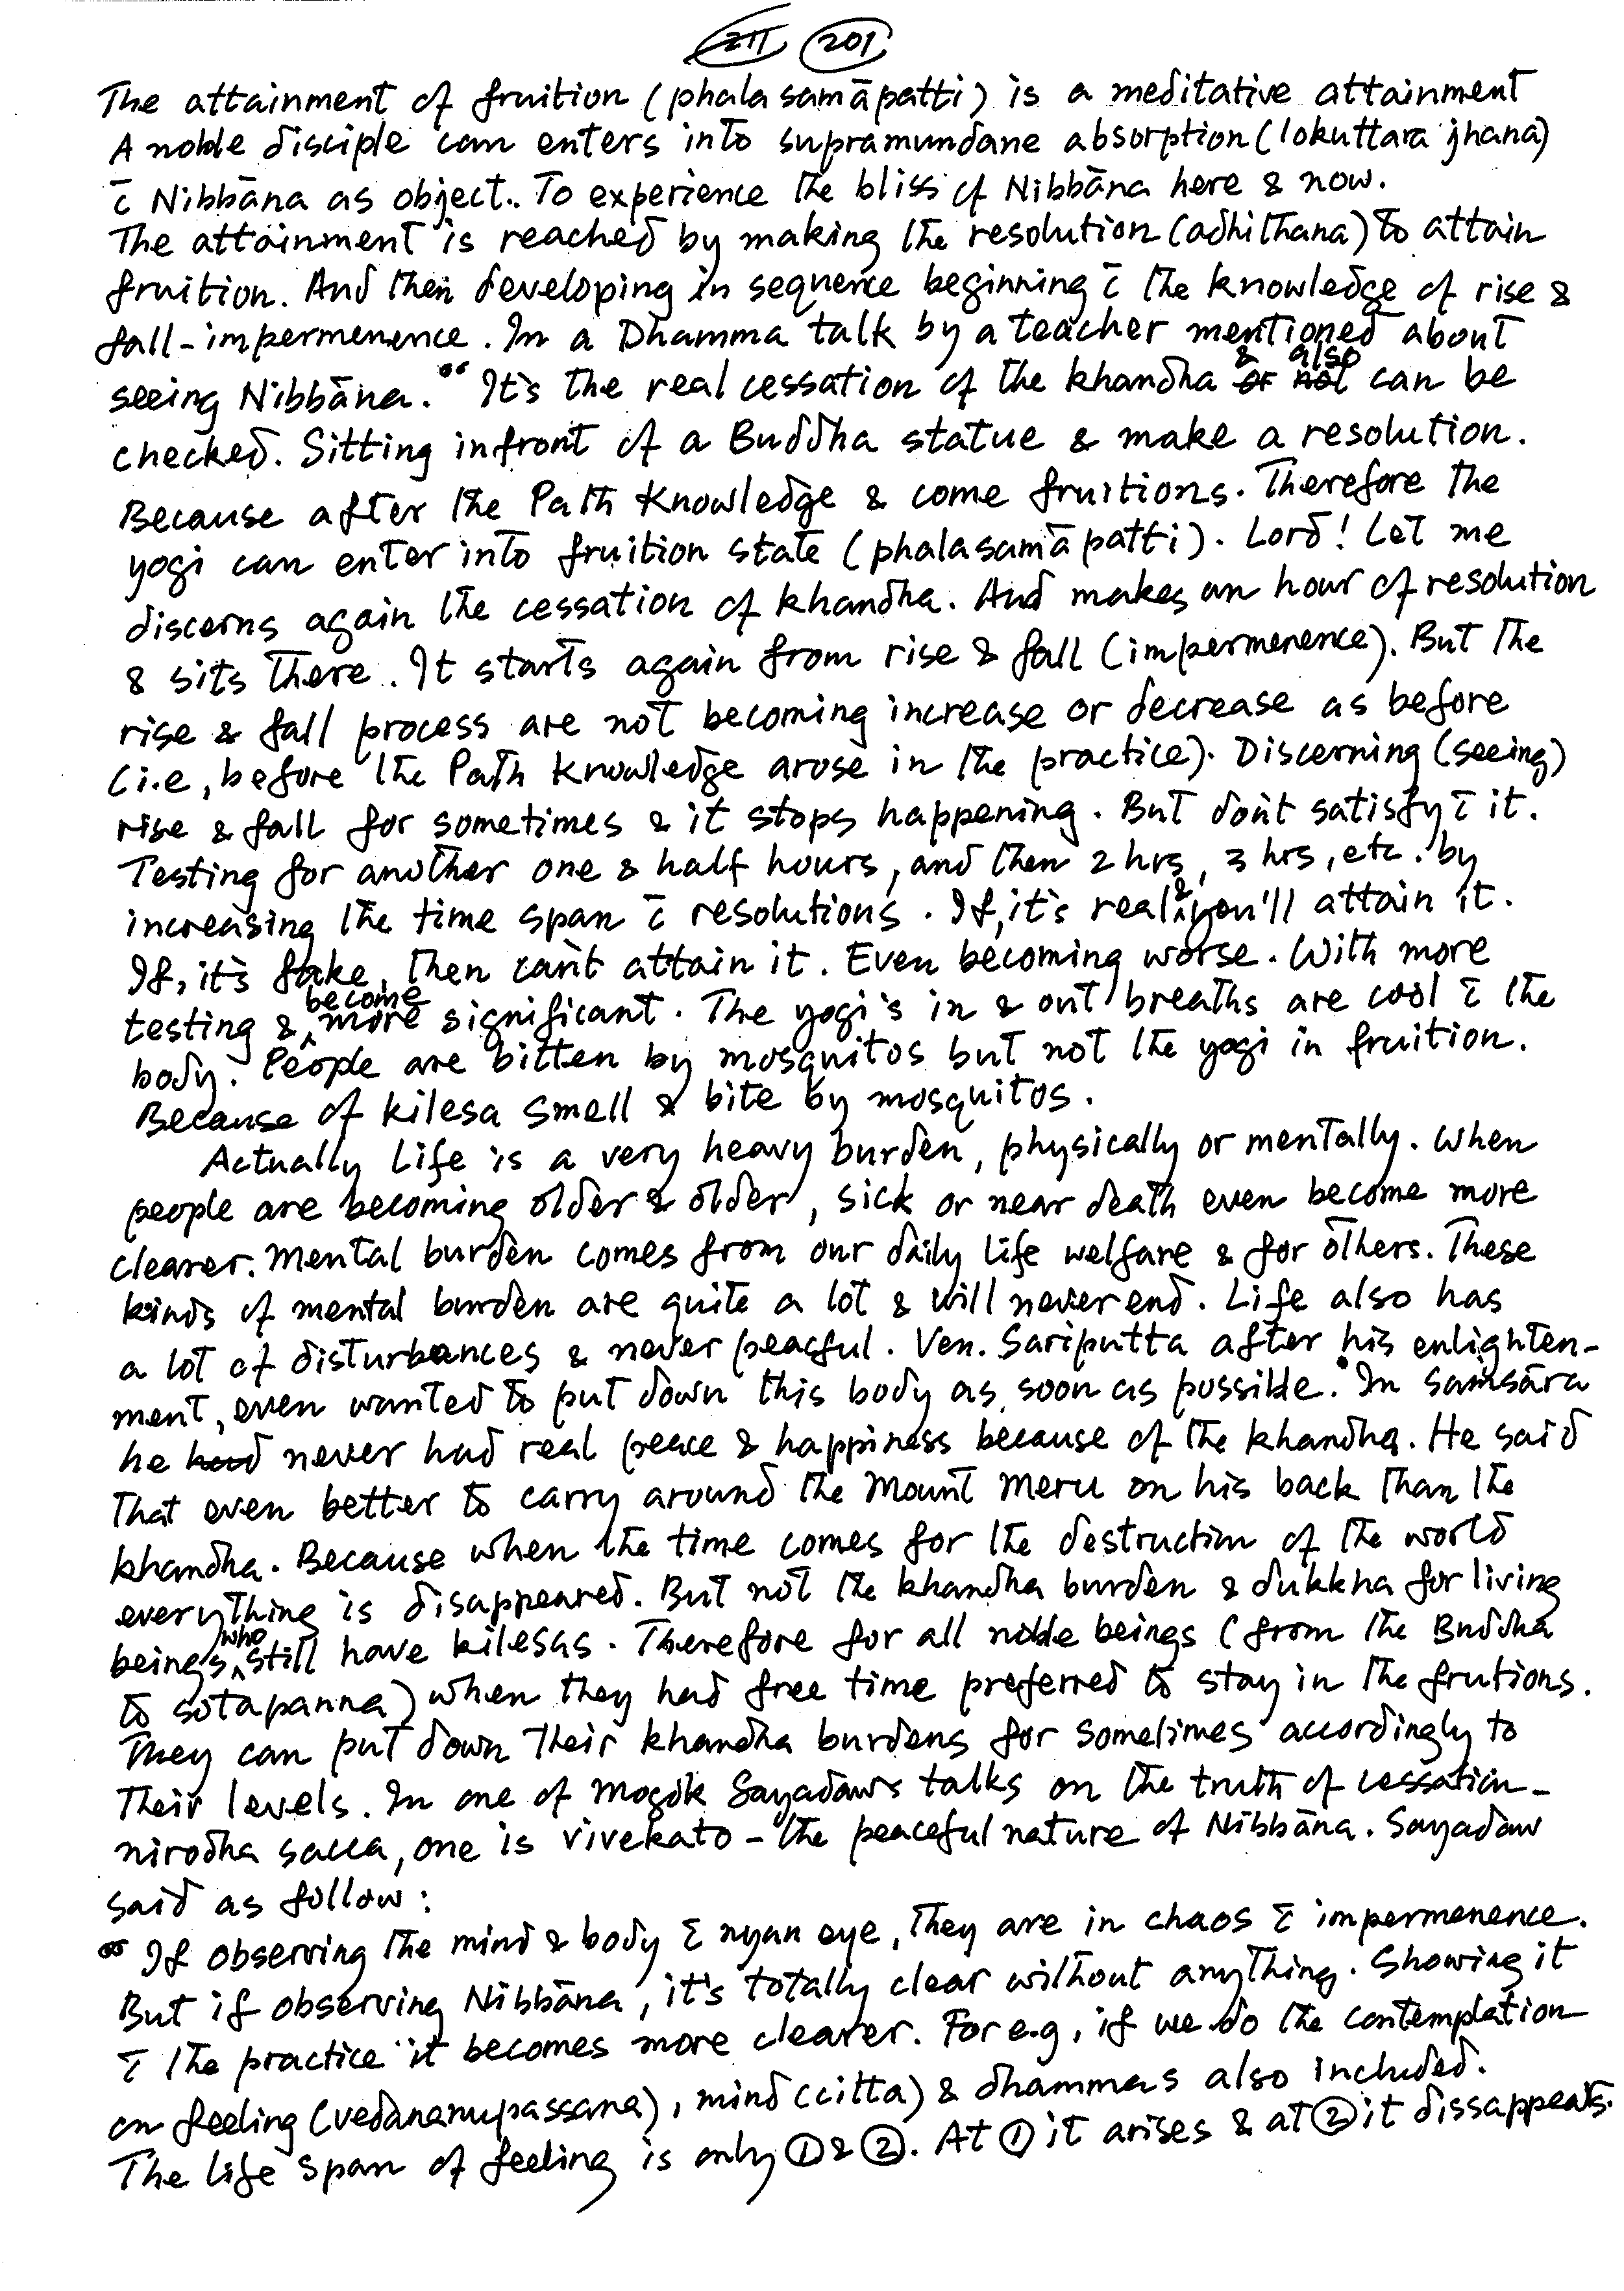 201
The attainment of fruition (phala samāpatti) is a meditative attainment
A noble disciple can enters into supramundane absorption (lokuttara jhana)
c̄ Nibbāna as object. To experience the bliss of Nibbāna here & now.
The attainment is reached by making the resolution (adhiṭhana) to attain
fruition. And then developing in sequence beginning c̄ the knowledge of rise &
fall - impermenence. In a Dhamma talk by a teacher mentioned about
seeing Nibbāna. "It's the real cessation of the khandha & also can be
checked. Sitting infront of a Buddha statue & make a resolution.
Because after the Path Knowledge & come fruitions. Therefore the
yogi can enter into fruition state (phalasamāpatti). Lord! Let me
discerns again the cessation of khandha. And makes an hour of resolution
& sits there. It starts again from rise & fall (impermenence). But the
rise & fall process are not becoming increase or decrease as before
(i.e, before the Path Knowledge arose in the practice). Discerning (seeing)
rise & fall for sometimes & it stops happening. But don't satisfy c̄ it.
Testing for another one & half hours, and then 2 hrs, 3 hrs, etc. by
increasing the time span c̄ resolutions. If, it's real & you'll attain it.
If, it's fake, then can't attain it. Even becoming worse. With more
testing & become more significant. The yogi's in & out breaths are cool c̄ the
body. People are bitten by mosquitos but not the yogi in fruition.
Because of kilesa smell & bite by mosquitos.
Actually Life is a very heavy burden, physically or mentally. When
people are becoming older & older, sick or near death even become more
clearer. Mental burden comes from our daily life welfare & for others. These
kinds of mental burden are quite a lot & will never end. Life also has
a lot of disturbances & never peacful. Ven. Sariputta after his enlighten-
ment, even wanted to put down this body as soon as possible. In saṁsāra
he never had real peace & happiness because of the khandha. He said
that even better to carry around the Mount Meru on his back than the
khandha. Because when the time comes for the destruction of the world
everything is disappeared. But not the khandha burden & dukkha for living
beings who still have kilesas. Therefore for all noble beings (from the Buddha
to sotapanna) when they had free time preferred to stay in the frutions.
They can put down their khandha burdens for sometimes accordingly to
their levels. In one of Mogok Sayadaw's talks on the truth of cessation -
nirodha sacca, one is vivekato - the peaceful nature of Nibbāna. Sayadaw
said as follow:
" If observing the mind & body c̄ nyan eye, they are in chaos c̄ impermenence.
But if observing Nibbāna, it's totally clear without anything. Showing it
c̄ the practice it becomes more clearer. For e.g, if we do the contemplation
on feeling (vedananupassana), mind (citta) & dhammas also included.
The life span of feeling is only ① & ②. At ① it arises & at ② it dissappears.